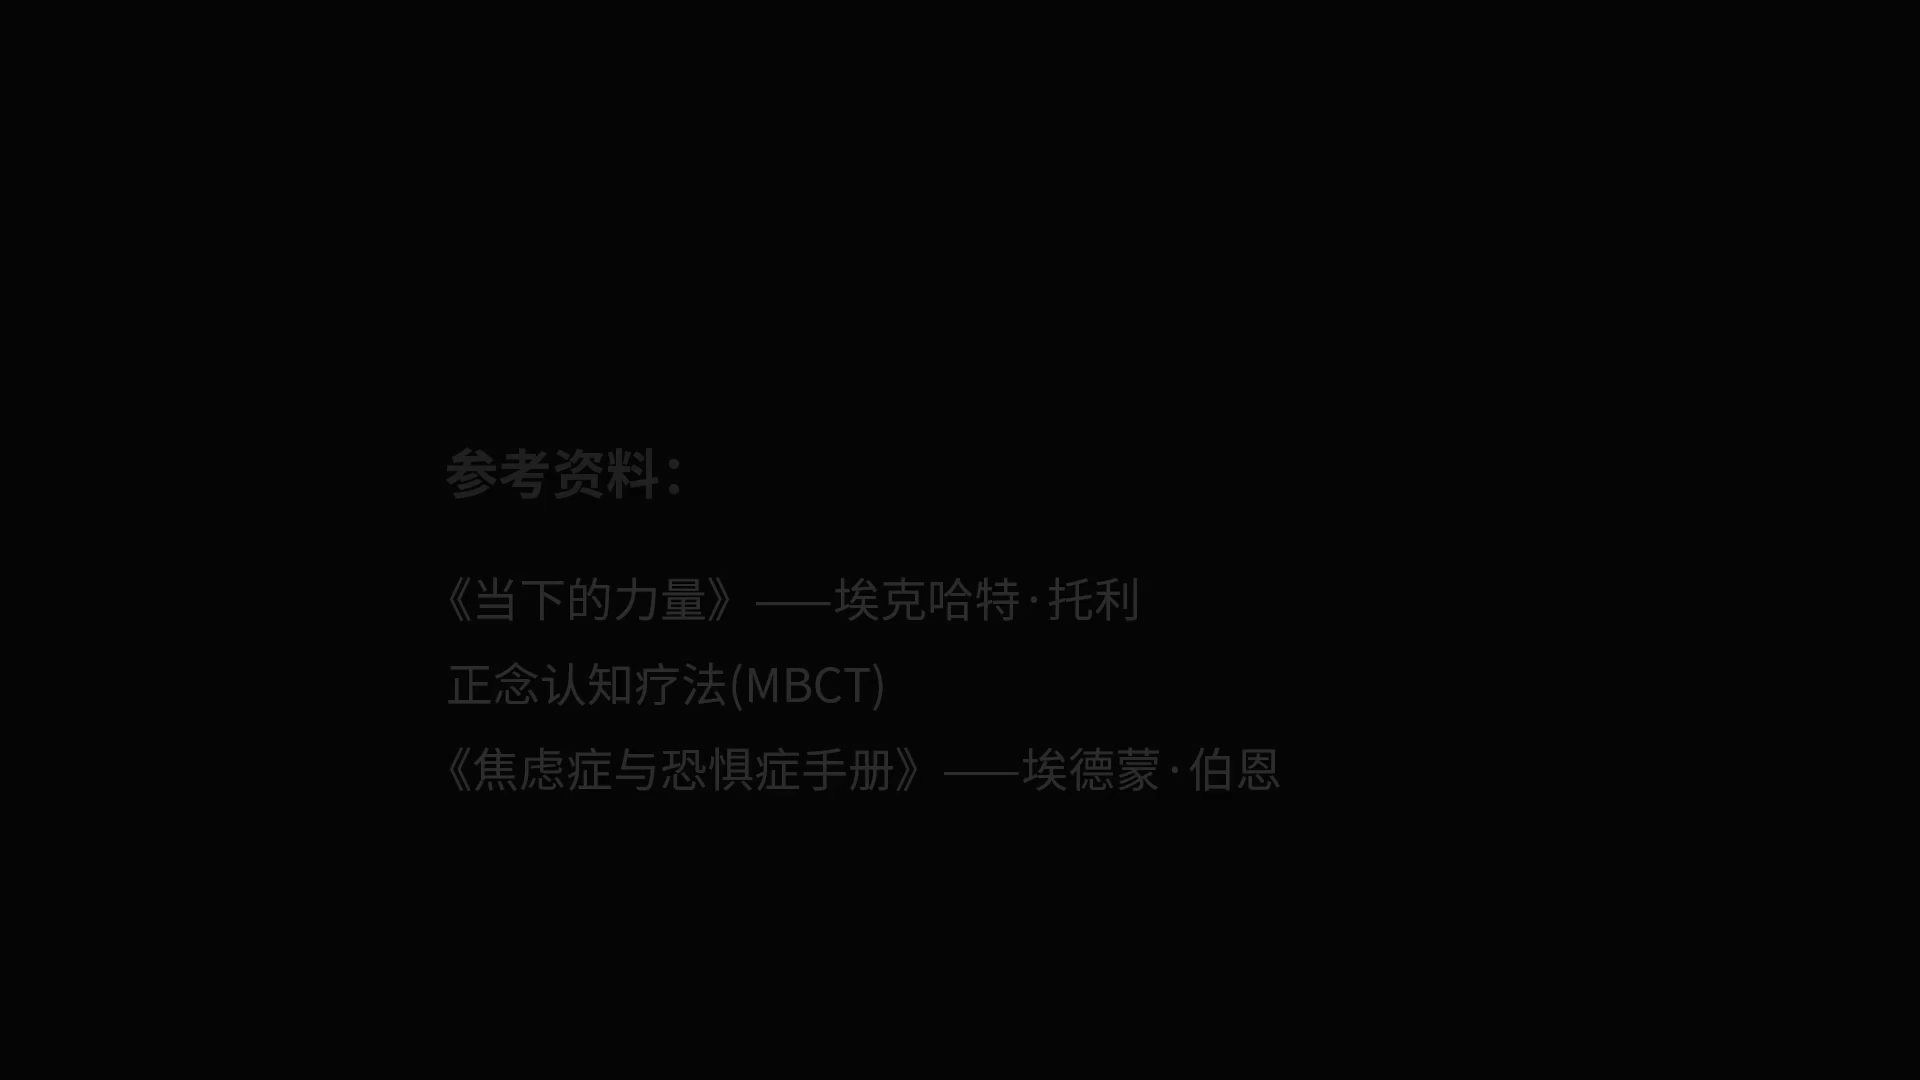 参考资料：
《当下的力量》——埃克哈特·托利
正念认知疗法(MBCT)
《焦虑症与恐惧症手册》——埃德蒙·伯恩